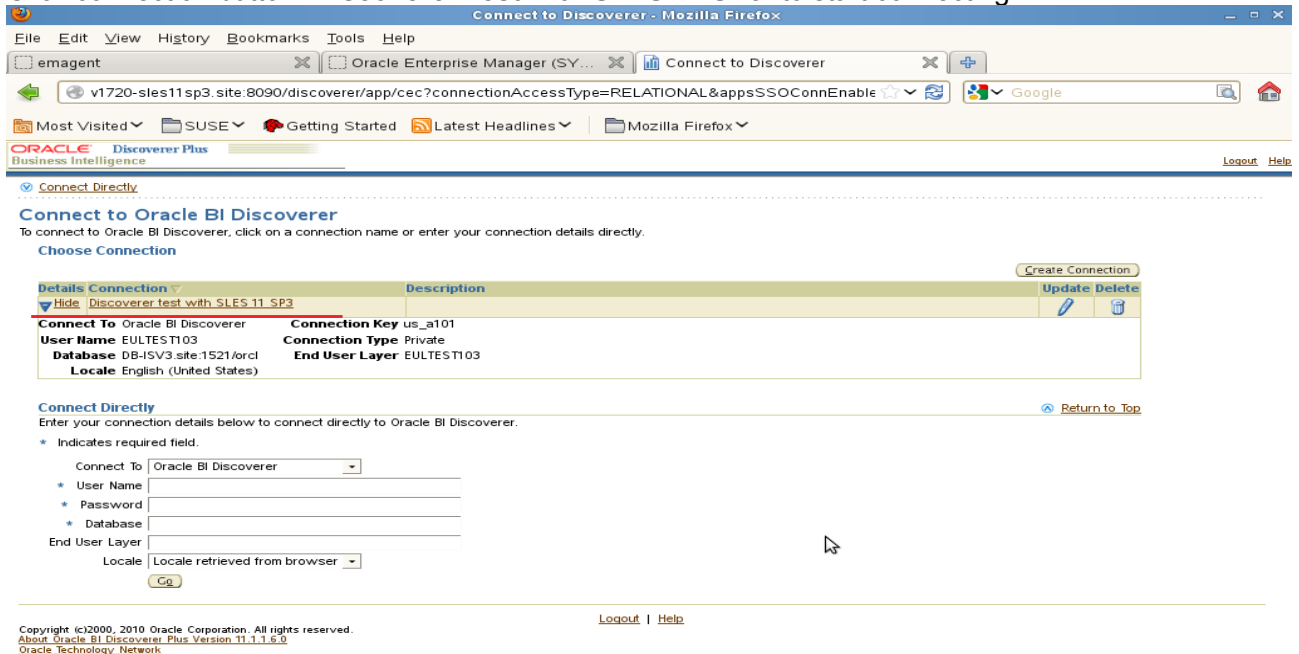 Connect to Discoverer - Mozilla Firefox
File Edit View History Bookmarks Tools Help
emagent Oracle Enterprise Manager (SY... Connect to Discoverer
v1720-sles11sp3.site:8090/discoverer/app/cec?connectionAccessType=RELATIONAL&appsSSOConnEnable Google
Most Visited SUSE Getting Started Latest Headlines Mozilla Firefox
ORACLE Discoverer Plus
Business Intelligence
Logout Help
Connect Directly
Connect to Oracle BI Discoverer
To connect to Oracle BI Discoverer, click on a connection name or enter your connection details directly.
Choose Connection
Create Connection
Details Connection Description Update Delete
Hide Discoverer test with SLES 11 SP3
Connect To Oracle BI Discoverer Connection Key us_a101
User Name EULTEST103 Connection Type Private
Database DB-ISV3.site:1521/orcl End User Layer EULTEST103
Locale English (United States)
Connect Directly Return to Top
Enter your connection details below to connect directly to Oracle BI Discoverer.
* Indicates required field.
Connect To Oracle BI Discoverer
* User Name
* Password
* Database
End User Layer
Locale Locale retrieved from browser
Go
Logout | Help
Copyright (c)2000, 2010 Oracle Corporation. All rights reserved.
About Oracle BI Discoverer Plus Version 11.1.1.6.0
Oracle Technology Network